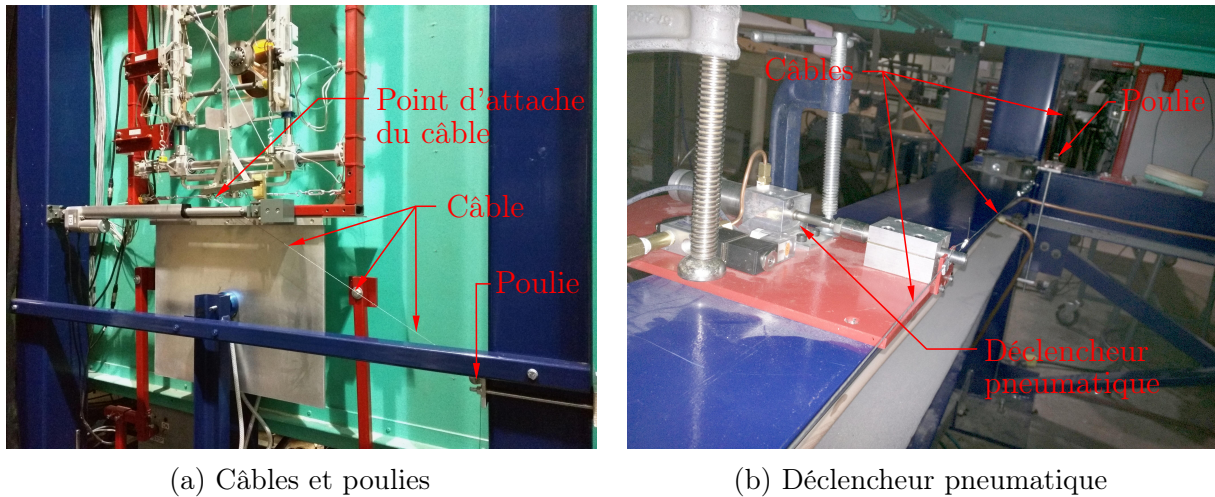 Point d'attache
du câble
Câble
Poulie
Câbles
Poulie
Déclencheur
pneumatique
(a) Câbles et poulies
(b) Déclencheur pneumatique